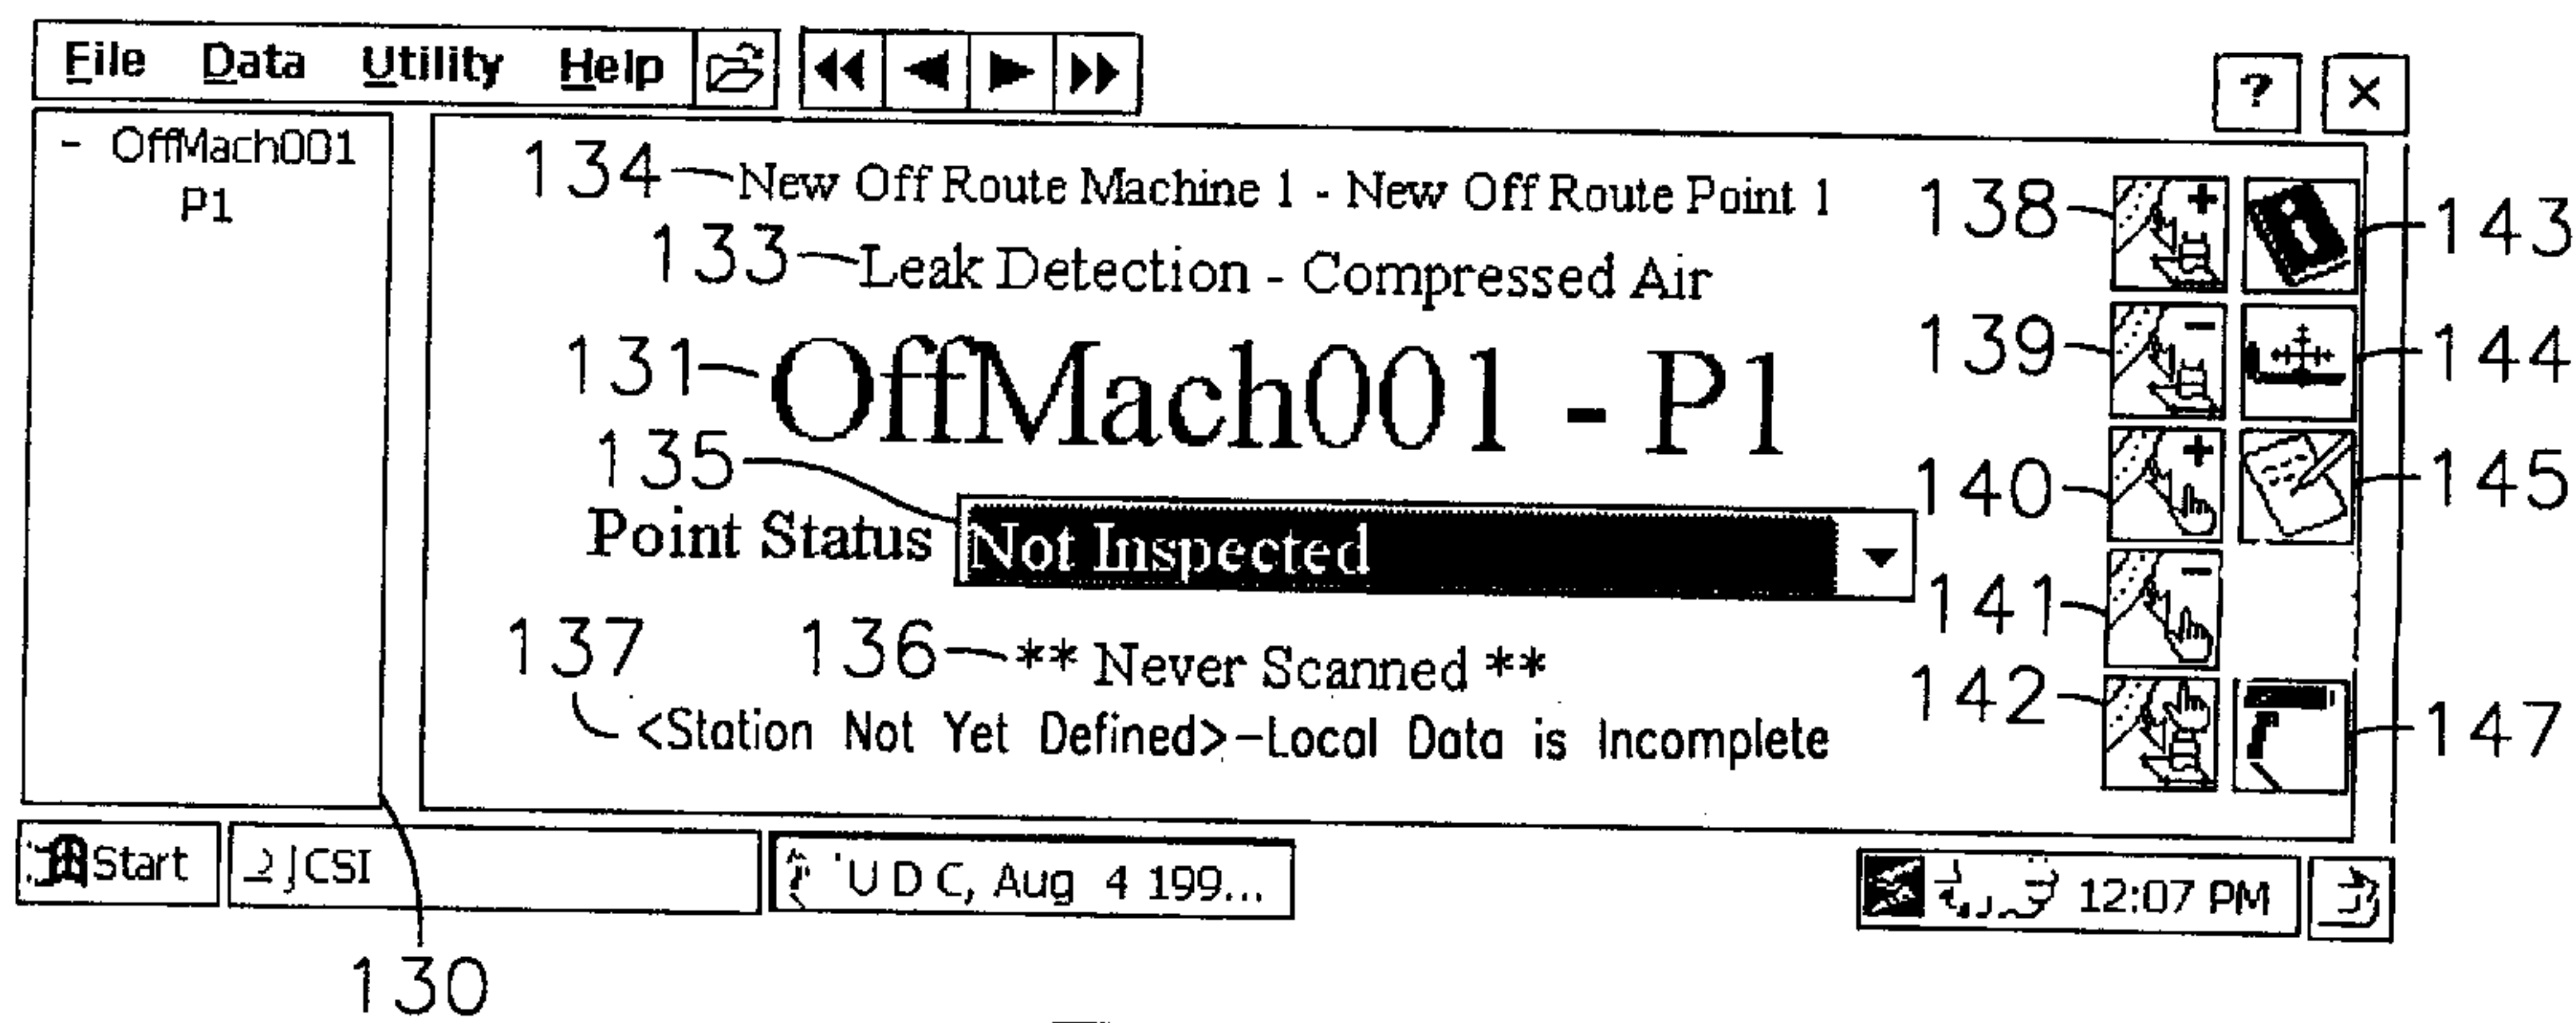 File Data Utility Help
? ×
- OffMach001
P1
134 New Off Route Machine 1 - New Off Route Point 1
133 Leak Detection - Compressed Air
131 OffMach001 - P1
135
Point Status Not Inspected
137 136 ** Never Scanned **
<Station Not Yet Defined>-Local Data is Incomplete
138 143
139 144
140 145
141
142 147
Start CSI U D C, Aug 4 199... 12:07 PM
130